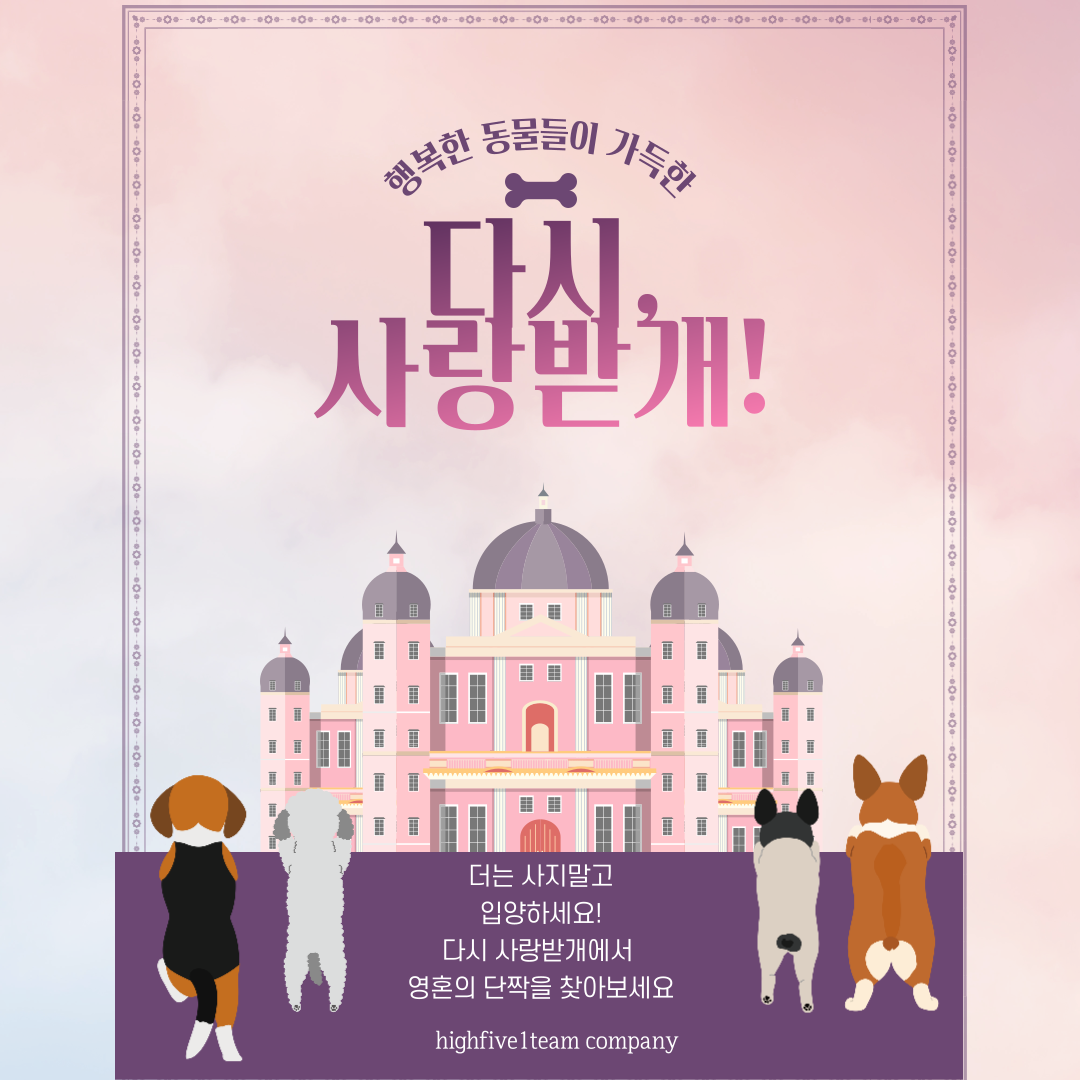 행복한 동물들이 가득한
다시,
사랑받개!
더는 사지말고
입양하세요!
다시 사랑받개에서
영혼의 단짝을 찾아보세요
highfive1team company